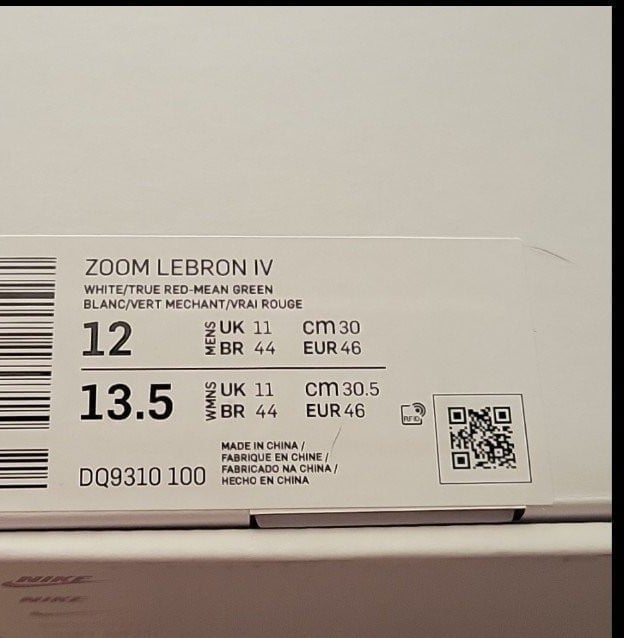 ZOOM LEBRON IV
WHITE/TRUE RED-MEAN GREEN
BLANC/VERT MECHANT/VRAI ROUGE
12 MENS UK 11 cm 30
BR 44 EUR 46
13.5 WMNS UK 11 cm 30.5
BR 44 EUR 46
RFID
MADE IN CHINA /
FABRIQUE EN CHINE /
FABRICADO NA CHINA /
HECHO EN CHINA
DQ9310 100
NIKE
NIKE